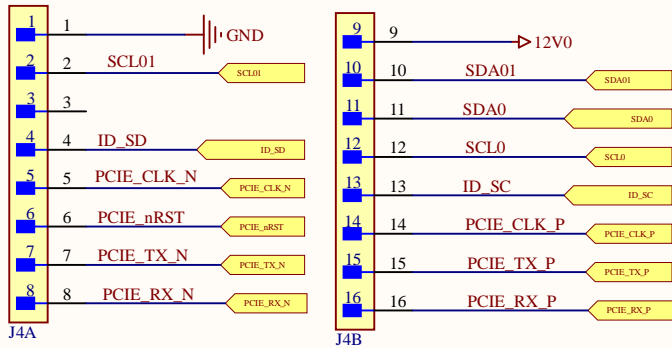 1 1 GND
2 2 SCL01 SCL01
3 3
4 4 ID_SD ID_SD
5 5 PCIE_CLK_N PCIE_CLK_N
6 6 PCIE_nRST PCIE_nRST
7 7 PCIE_TX_N PCIE_TX_N
8 8 PCIE_RX_N PCIE_RX_N
J4A
9 9 12V0
10 10 SDA01 SDA01
11 11 SDA0 SDA0
12 12 SCL0 SCL0
13 13 ID_SC ID_SC
14 14 PCIE_CLK_P PCIE_CLK_P
15 15 PCIE_TX_P PCIE_TX_P
16 16 PCIE_RX_P PCIE_RX_P
J4B